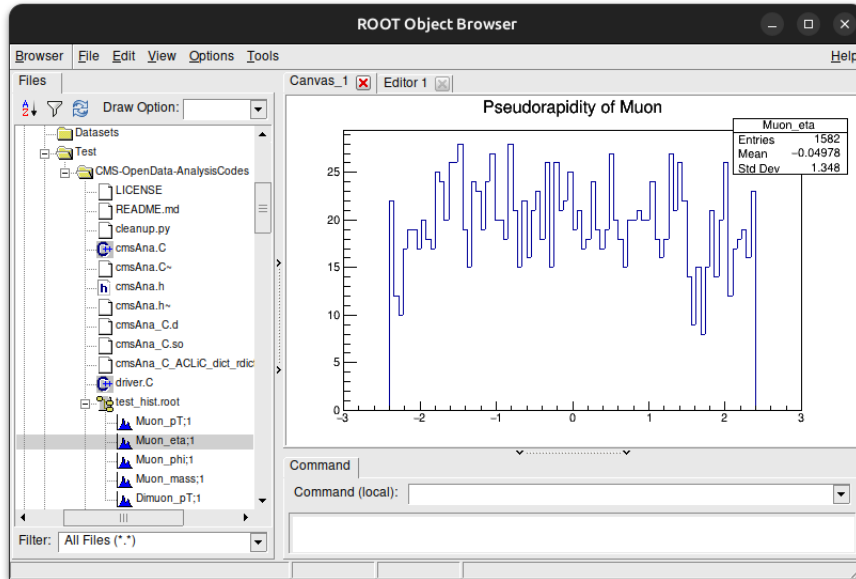 ROOT Object Browser
Browser File Edit View Options Tools Help
Files
Draw Option:
Datasets
Test
CMS-OpenData-AnalysisCodes
LICENSE
README.md
cleanup.py
cmsAna.C
cmsAna.C~
cmsAna.h
cmsAna.h~
cmsAna_C.d
cmsAna_C.so
cmsAna_C_ACLiC_dict_rdict
driver.C
test_hist.root
Muon_pT;1
Muon_eta;1
Muon_phi;1
Muon_mass;1
Dimuon_pT;1
Filter: All Files (*.*)
Canvas_1 Editor 1
Pseudorapidity of Muon
Muon_eta
Entries 1582
Mean −0.04978
Std Dev 1.348
25
20
15
10
5
0
−3 −2 −1 0 1 2 3
Command
Command (local):